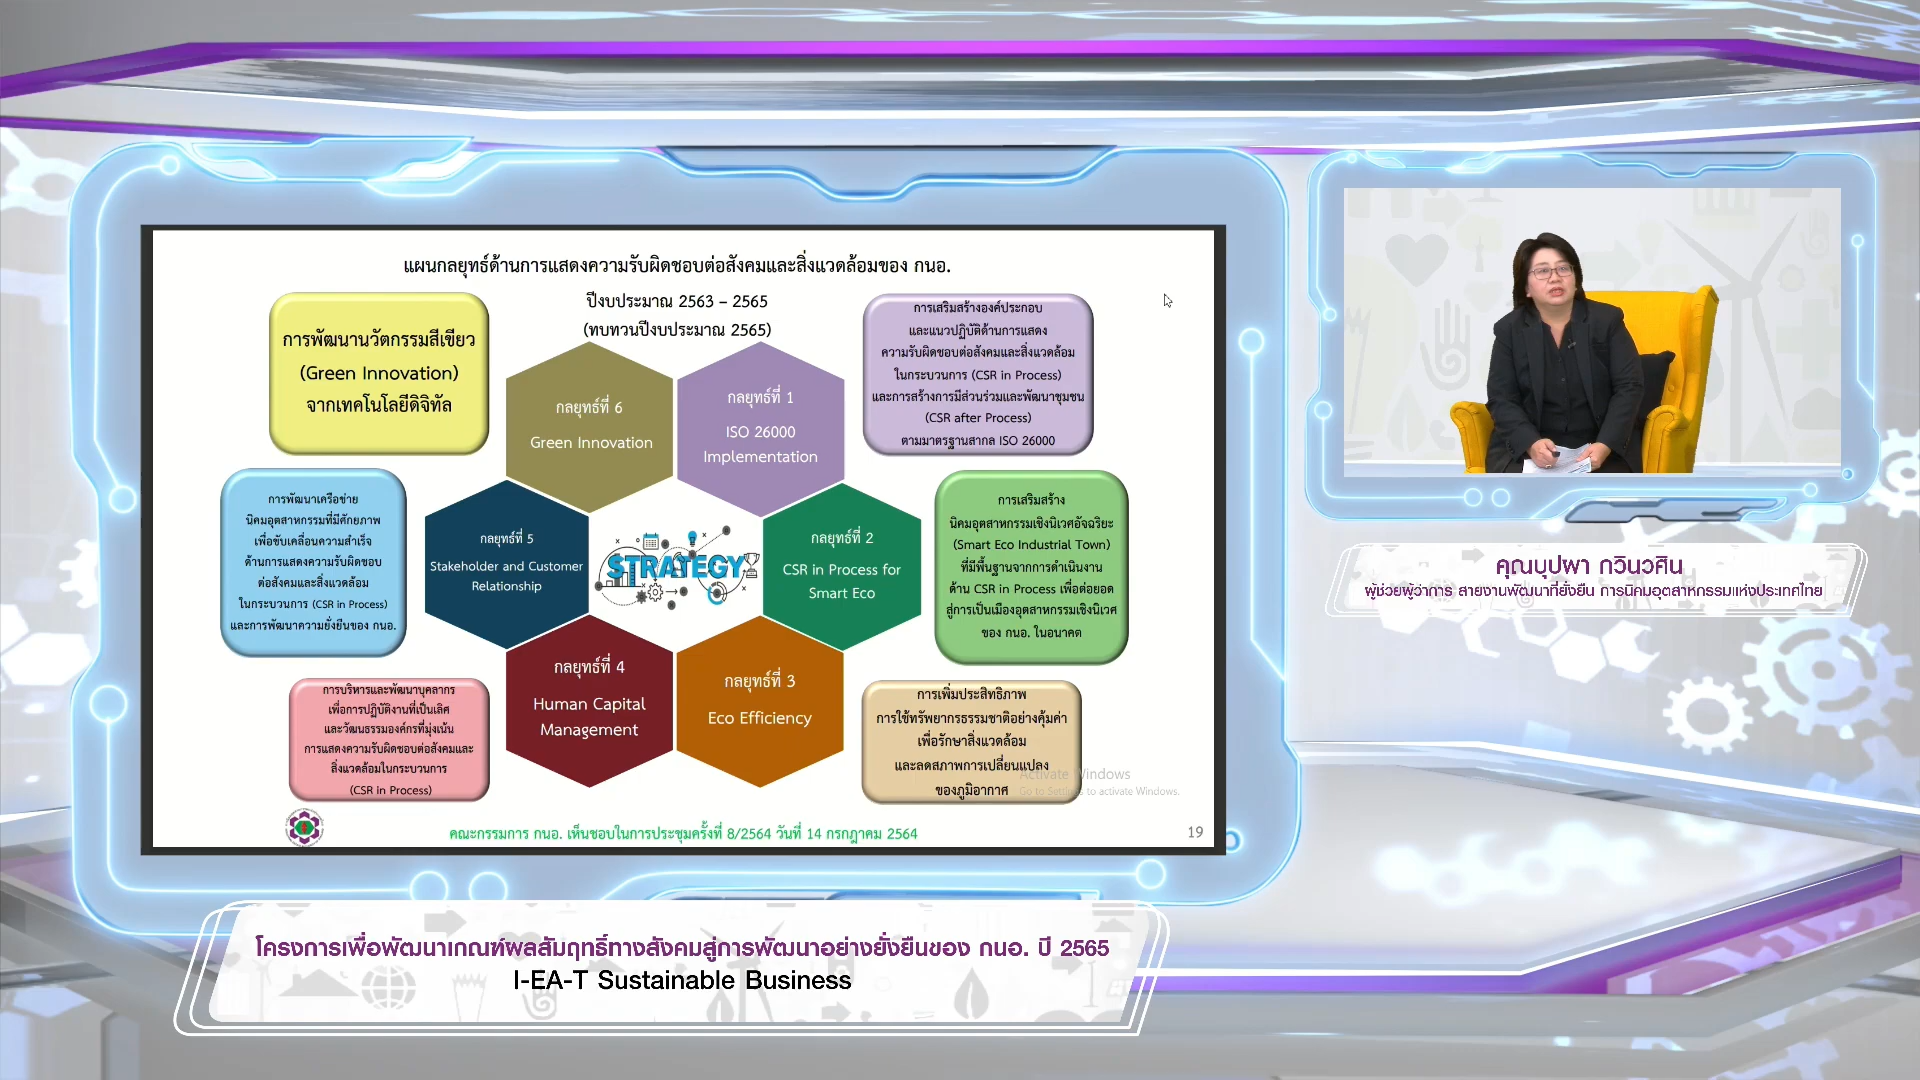 แผนกลยุทธ์ด้านการแสดงความรับผิดชอบต่อสังคมและสิ่งแวดล้อมของ กนอ.
ปีงบประมาณ 2563 – 2565
(ทบทวนปีงบประมาณ 2565)
การพัฒนานวัตกรรมสีเขียว
(Green Innovation)
จากเทคโนโลยีดิจิทัล
กลยุทธ์ที่ 6
Green Innovation
กลยุทธ์ที่ 1
ISO 26000
Implementation
การเสริมสร้างองค์ประกอบ
และแนวปฏิบัติด้านการแสดง
ความรับผิดชอบต่อสังคมและสิ่งแวดล้อม
ในกระบวนการ (CSR in Process)
และการสร้างการมีส่วนร่วมและพัฒนาชุมชน
(CSR after Process)
ตามมาตรฐานสากล ISO 26000
การพัฒนาเครือข่าย
นิคมอุตสาหกรรมที่มีศักยภาพ
เพื่อขับเคลื่อนความสำเร็จ
ด้านการแสดงความรับผิดชอบ
ต่อสังคมและสิ่งแวดล้อม
ในกระบวนการ (CSR in Process)
และการพัฒนาความยั่งยืนของ กนอ.
กลยุทธ์ที่ 5
Stakeholder and Customer
Relationship
STRATEGY
กลยุทธ์ที่ 2
CSR in Process for
Smart Eco
การเสริมสร้าง
นิคมอุตสาหกรรมเชิงนิเวศอัจฉริยะ
(Smart Eco Industrial Town)
ที่มีพื้นฐานจากการดำเนินงาน
ด้าน CSR in Process เพื่อต่อยอด
สู่การเป็นเมืองอุตสาหกรรมเชิงนิเวศ
ของ กนอ. ในอนาคต
การบริหารและพัฒนาบุคลากร
เพื่อการปฏิบัติงานที่เป็นเลิศ
และวัฒนธรรมองค์กรที่มุ่งเน้น
การแสดงความรับผิดชอบต่อสังคมและ
สิ่งแวดล้อมในกระบวนการ
(CSR in Process)
กลยุทธ์ที่ 4
Human Capital
Management
กลยุทธ์ที่ 3
Eco Efficiency
การเพิ่มประสิทธิภาพ
การใช้ทรัพยากรธรรมชาติอย่างคุ้มค่า
เพื่อรักษาสิ่งแวดล้อม
และลดสภาพการเปลี่ยนแปลง
ของภูมิอากาศ
Activate Windows
Go to Settings to activate Windows.
คณะกรรมการ กนอ. เห็นชอบในการประชุมครั้งที่ 8/2564 วันที่ 14 กรกฎาคม 2564
19
คุณบุปผา กวินวศิน
ผู้ช่วยผู้ว่าการ สายงานพัฒนาที่ยั่งยืน การนิคมอุตสาหกรรมแห่งประเทศไทย
โครงการเพื่อพัฒนาเกณฑ์ผลสัมฤทธิ์ทางสังคมสู่การพัฒนาอย่างยั่งยืนของ กนอ. ปี 2565
I-EA-T Sustainable Business